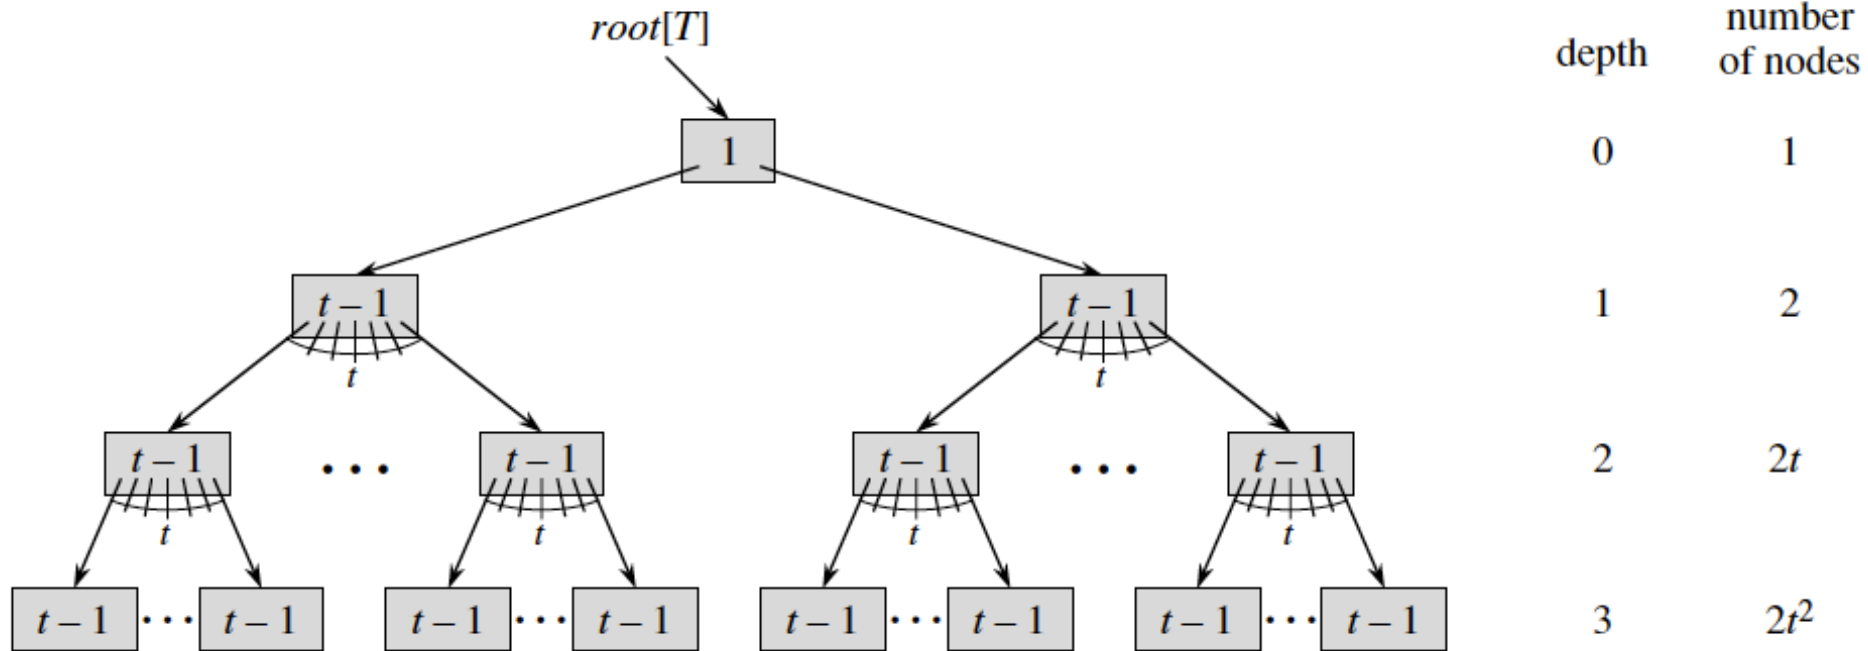 number
root[T]
depth
of nodes
1
0
1
t – 1
t – 1
1
2
t
t
t – 1
• • •
t – 1
t – 1
• • •
t – 1
2
2t
t
t
t
t
t – 1
• • •
t – 1
t – 1
• • •
t – 1
t – 1
• • •
t – 1
t – 1
• • •
t – 1
3
2t²